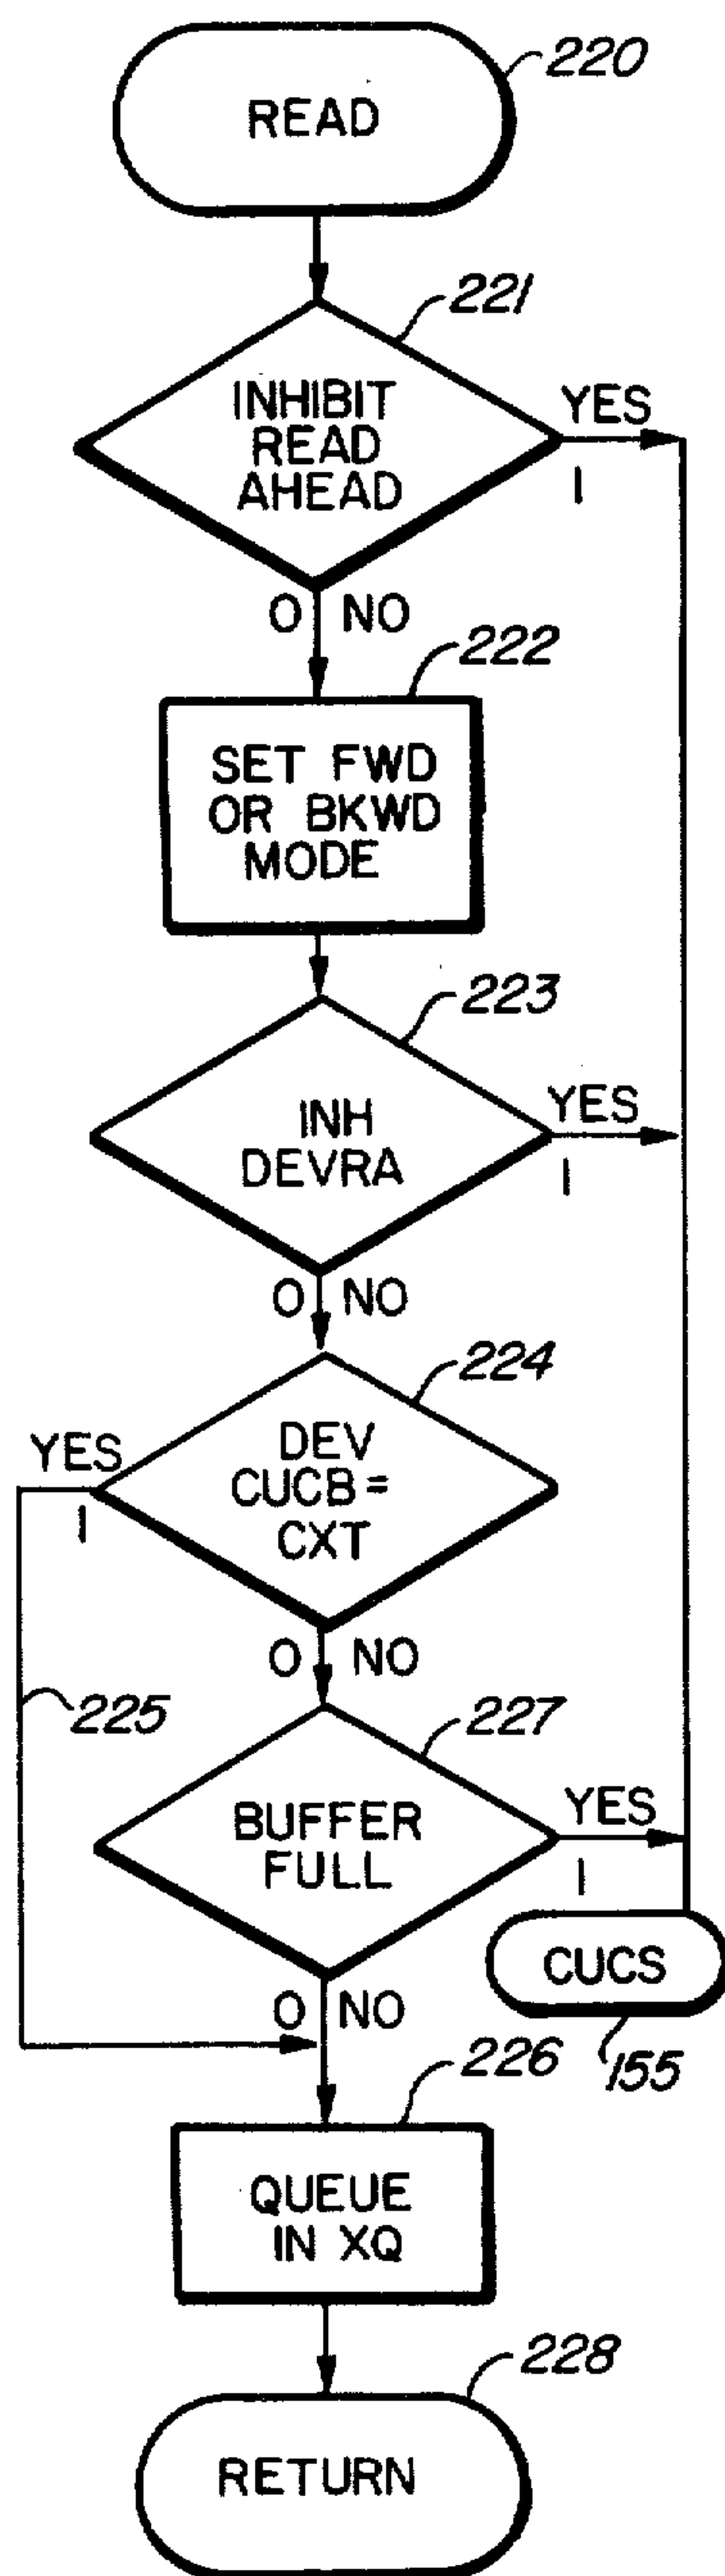 220
READ
221
INHIBIT
READ
AHEAD
YES
1
0 NO
222
SET FWD
OR BKWD
MODE
223
INH
DEVRA
YES
1
0 NO
224
DEV
CUCB =
CXT
YES
1
0 NO
225
227
BUFFER
FULL
YES
1
CUCS
155
0 NO
226
QUEUE
IN XQ
228
RETURN